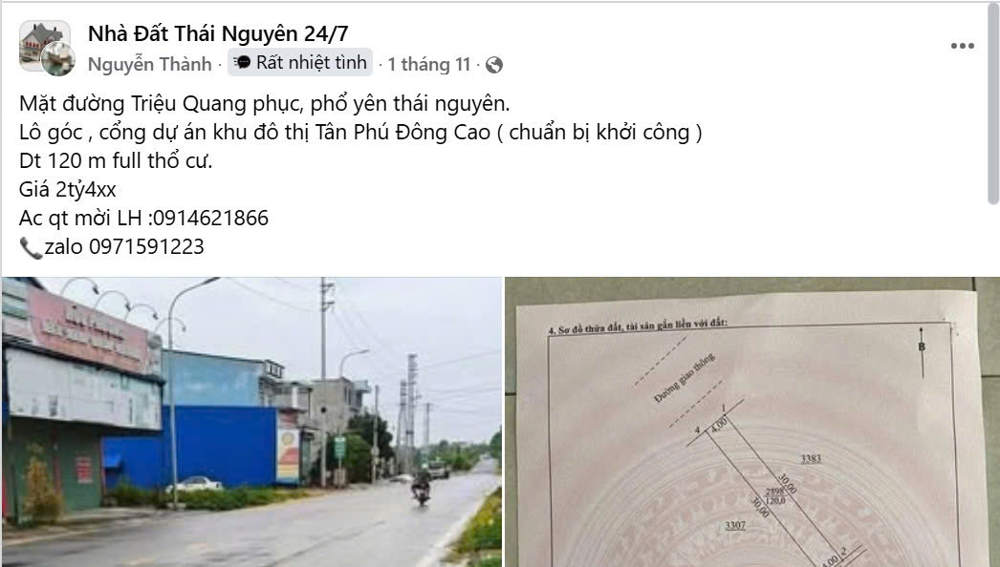 Nhà Đất Thái Nguyên 24/7
Nguyễn Thành · Rất nhiệt tình · 1 tháng 11 ·
Mặt đường Triệu Quang phục, phổ yên thái nguyên.
Lô góc , cổng dự án khu đô thị Tân Phú Đông Cao ( chuẩn bị khởi công )
Dt 120 m full thổ cư.
Giá 2tỷ4xx
Ac qt mời LH :0914621866
📞zalo 0971591223
4. Sơ đồ thửa đất, tài sản gắn liền với đất:
B
Đường giao thông
1
4
4,00
3383
30,00
2898
120,0
30,00
3307
2
4,00